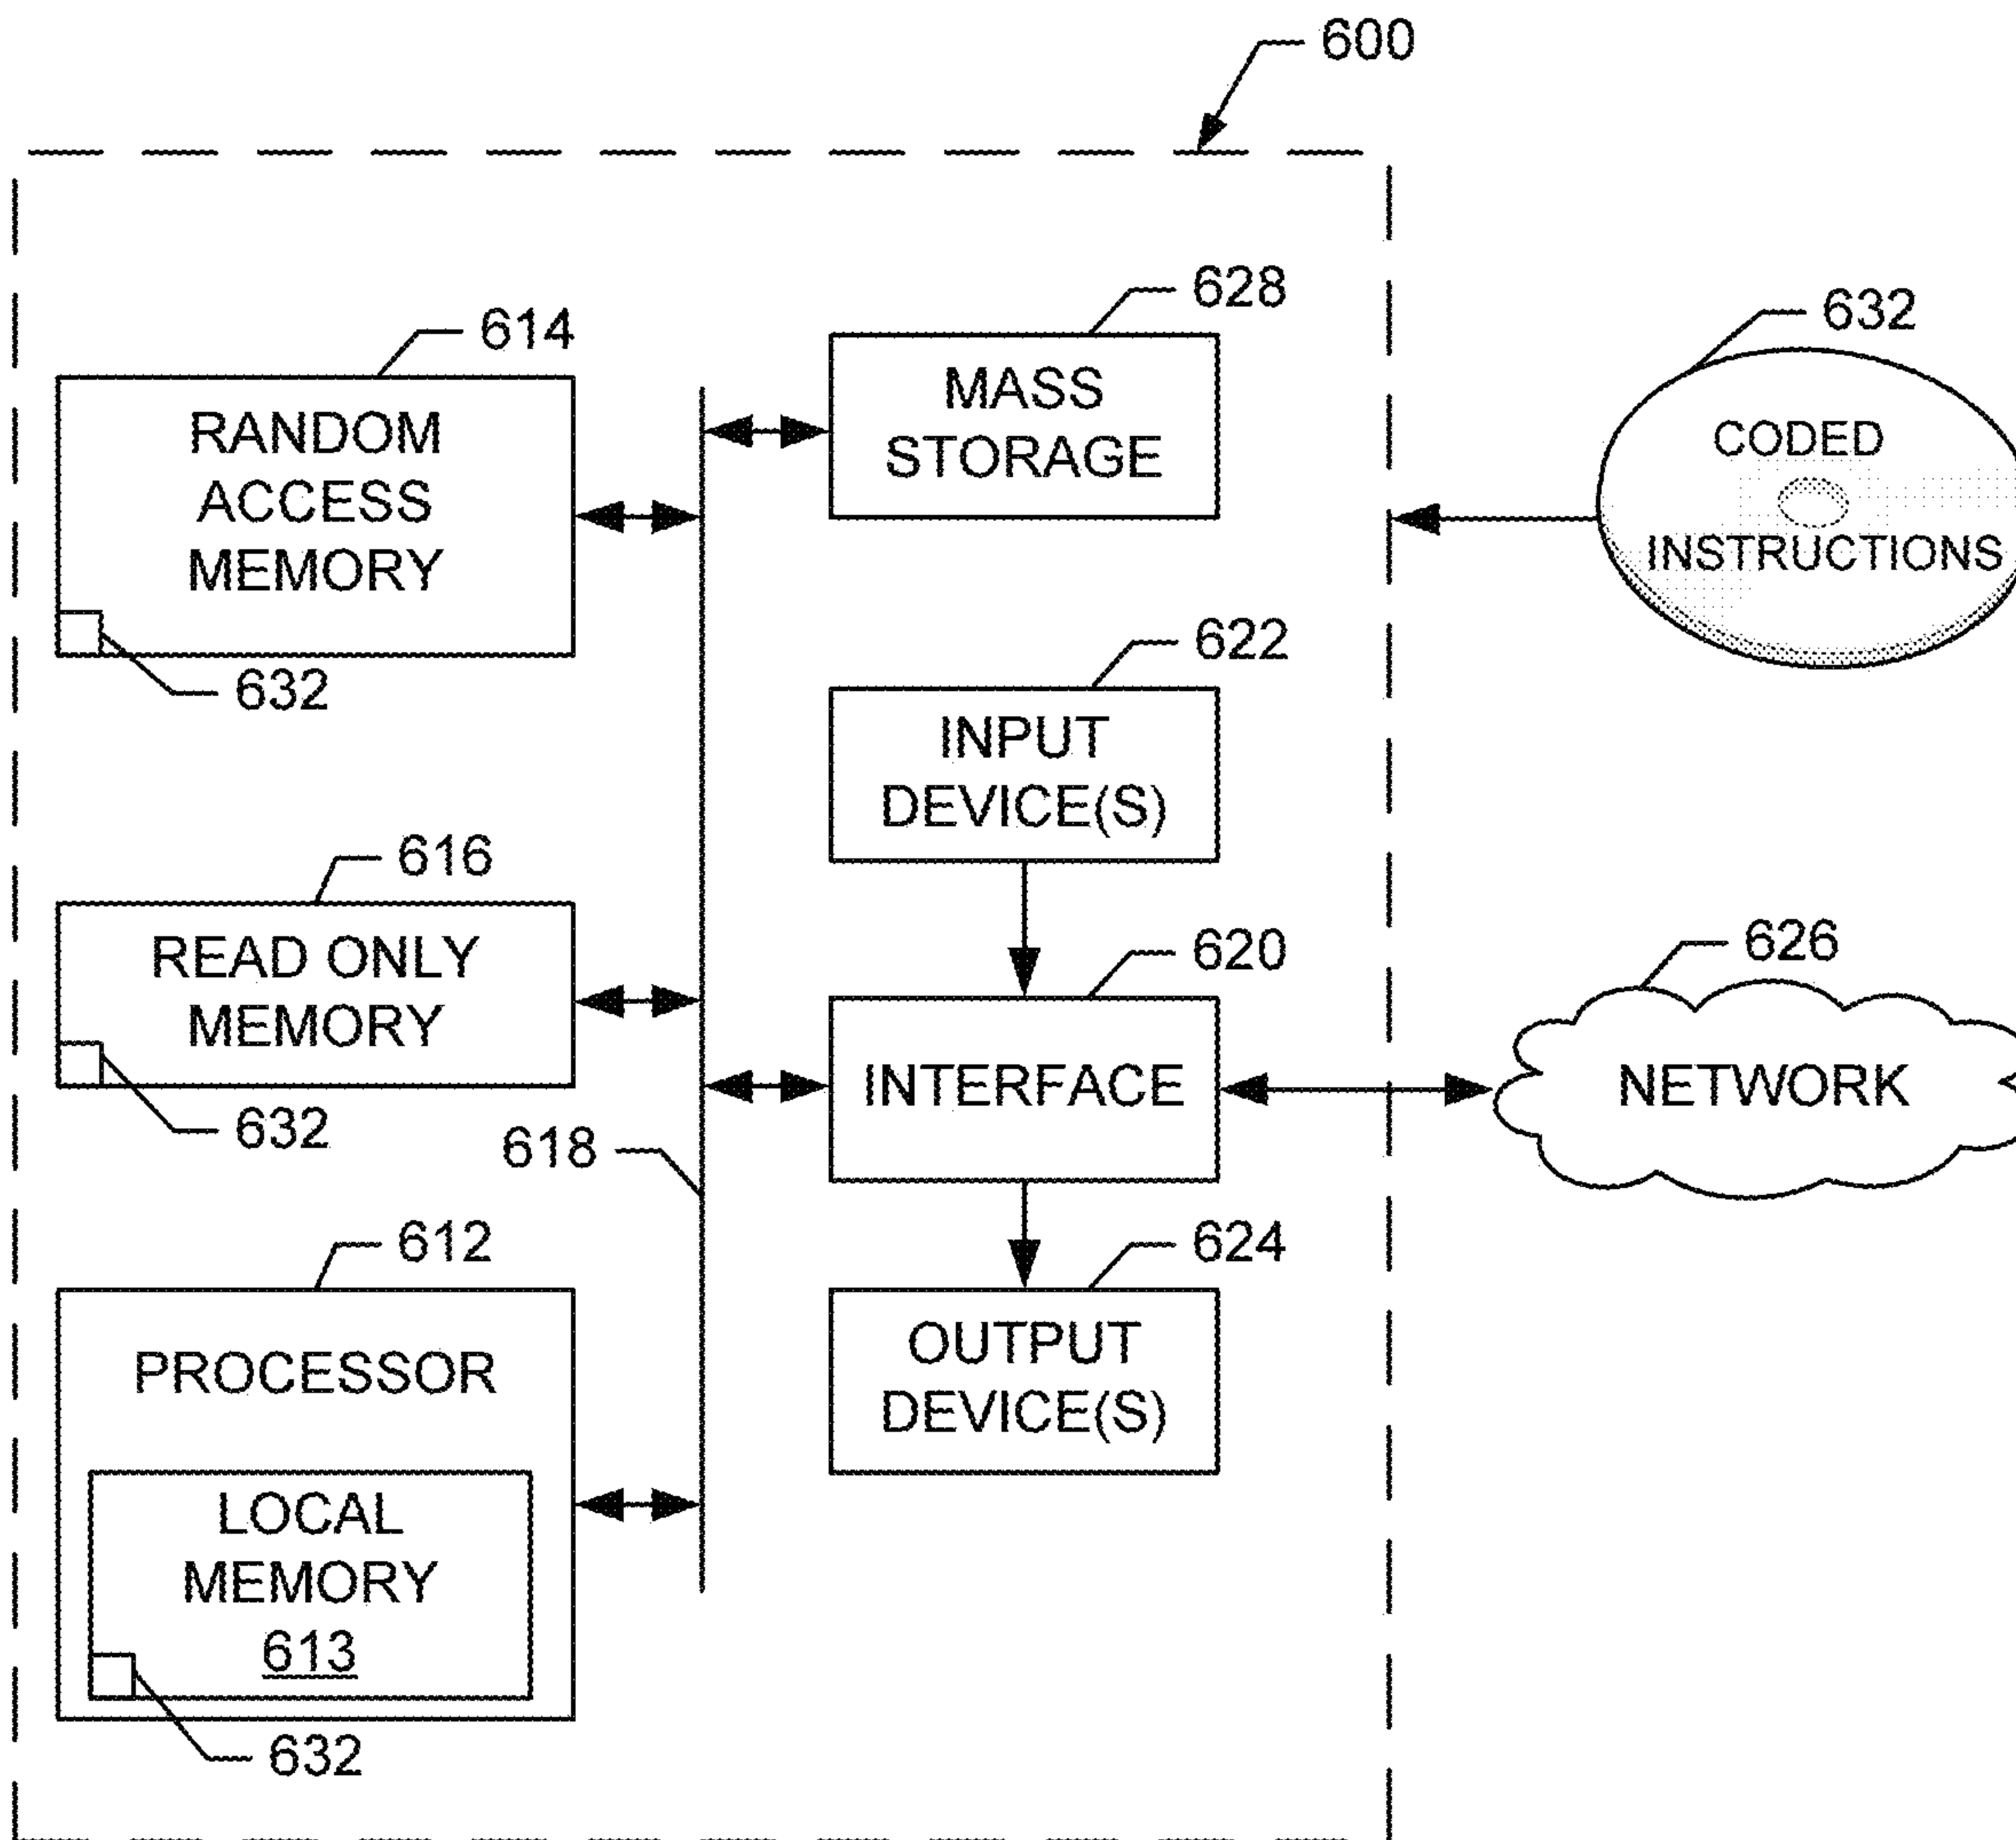 600
628
MASS
STORAGE
614
RANDOM
ACCESS
MEMORY
632
632
CODED
INSTRUCTIONS
622
INPUT
DEVICE(S)
616
READ ONLY
MEMORY
632
620
INTERFACE
626
NETWORK
618
612
PROCESSOR
LOCAL
MEMORY
613
632
624
OUTPUT
DEVICE(S)